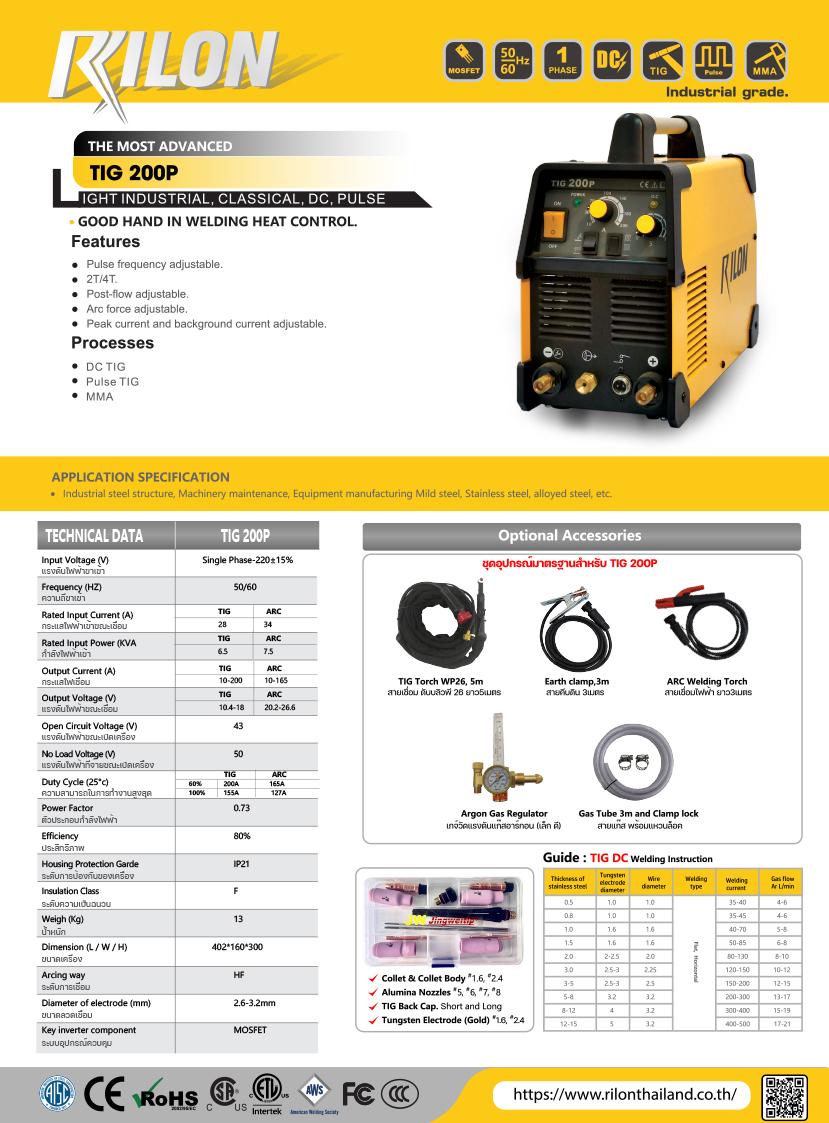 RILON
MOSFET
50
60
Hz
1
PHASE
DC
TIG
Pulse
MMA
Industrial grade.
THE MOST ADVANCED
TIG 200P
LIGHT INDUSTRIAL, CLASSICAL, DC, PULSE
• GOOD HAND IN WELDING HEAT CONTROL.
Features
● Pulse frequency adjustable.
● 2T/4T.
● Post-flow adjustable.
● Arc force adjustable.
● Peak current and background current adjustable.
Processes
● DC TIG
● Pulse TIG
● MMA
TIG 200P
POWER
ON
OFF
O.C
A
RILON
APPLICATION SPECIFICATION
• Industrial steel structure, Machinery maintenance, Equipment manufacturing Mild steel, Stainless steel, alloyed steel, etc.
TECHNICAL DATA TIG 200P
Input Voltage (V) Single Phase-220±15%
แรงดันไฟฟ้าขาเข้า
Frequency (HZ) 50/60
ความถี่ขาเข้า
Rated Input Current (A) TIG ARC
กระแสไฟฟ้าเข้าขณะเชื่อม 28 34
Rated Input Power (KVA TIG ARC
กำลังไฟฟ้าเข้า 6.5 7.5
Output Current (A) TIG ARC
กระแสไฟเชื่อม 10-200 10-165
Output Voltage (V) TIG ARC
แรงดันไฟฟ้าขณะเชื่อม 10.4-18 20.2-26.6
Open Circuit Voltage (V) 43
แรงดันไฟฟ้าขณะเปิดเครื่อง
No Load Voltage (V) 50
แรงดันไฟฟ้าที่จ่ายขณะเปิดเครื่อง
Duty Cycle (25°c) TIG ARC
60% 200A 165A
ความสามารถในการทำงานสูงสุด 100% 155A 127A
Power Factor 0.73
ตัวประกอบกำลังไฟฟ้า
Efficiency 80%
ประสิทธิภาพ
Housing Protection Garde IP21
ระดับการป้องกันของเครื่อง
Insulation Class F
ระดับความเป็นฉนวน
Weigh (Kg) 13
น้ำหนัก
Dimension (L / W / H) 402*160*300
ขนาดเครื่อง
Arcing way HF
ระดับการเชื่อม
Diameter of electrode (mm) 2.6-3.2mm
ขนาดลวดเชื่อม
Key inverter component MOSFET
ระบบอุปกรณ์ควบคุม
Optional Accessories
ชุดอุปกรณ์มาตรฐานสำหรับ TIG 200P
TIG Torch WP26, 5m
สายเชื่อม ดับบลิวพี 26 ยาว5เมตร
Earth clamp,3m
สายคีบดิน 3เมตร
ARC Welding Torch
สายเชื่อมไฟฟ้า ยาว3เมตร
Argon Gas Regulator
เกจ์วัดแรงดันแก๊สอาร์กอน (เล็ก ดี)
Gas Tube 3m and Clamp lock
สายแก๊ส พร้อมแหวนล็อค
JW Jingweitip
Collet & Collet Body #1.6, #2.4
Alumina Nozzles #5, #6, #7, #8
TIG Back Cap. Short and Long
Tungsten Electrode (Gold) #1.6, #2.4
Guide : TIG DC Welding Instruction
Thickness of stainless steel Tungsten electrode diameter Wire diameter Welding type Welding current Gas flow Ar L/min
0.5 1.0 1.0 35-40 4-6
0.8 1.0 1.0 35-45 4-6
1.0 1.6 1.6 40-70 5-8
1.5 1.6 1.6 50-85 6-8
2.0 2-2.5 2.0 80-130 8-10
3.0 2.5-3 2.25 120-150 10-12
3-5 2.5-3 2.5 150-200 12-15
5-8 3.2 3.2 200-300 13-17
8-12 4 3.2 300-400 15-19
12-15 5 3.2 400-500 17-21
Flat, Horizontal
AISC
CE
RoHS
2002/95/EC
C SA US
®
c ETL us
Intertek
AWS
American Welding Society
FC
CCC
https://www.rilonthailand.co.th/